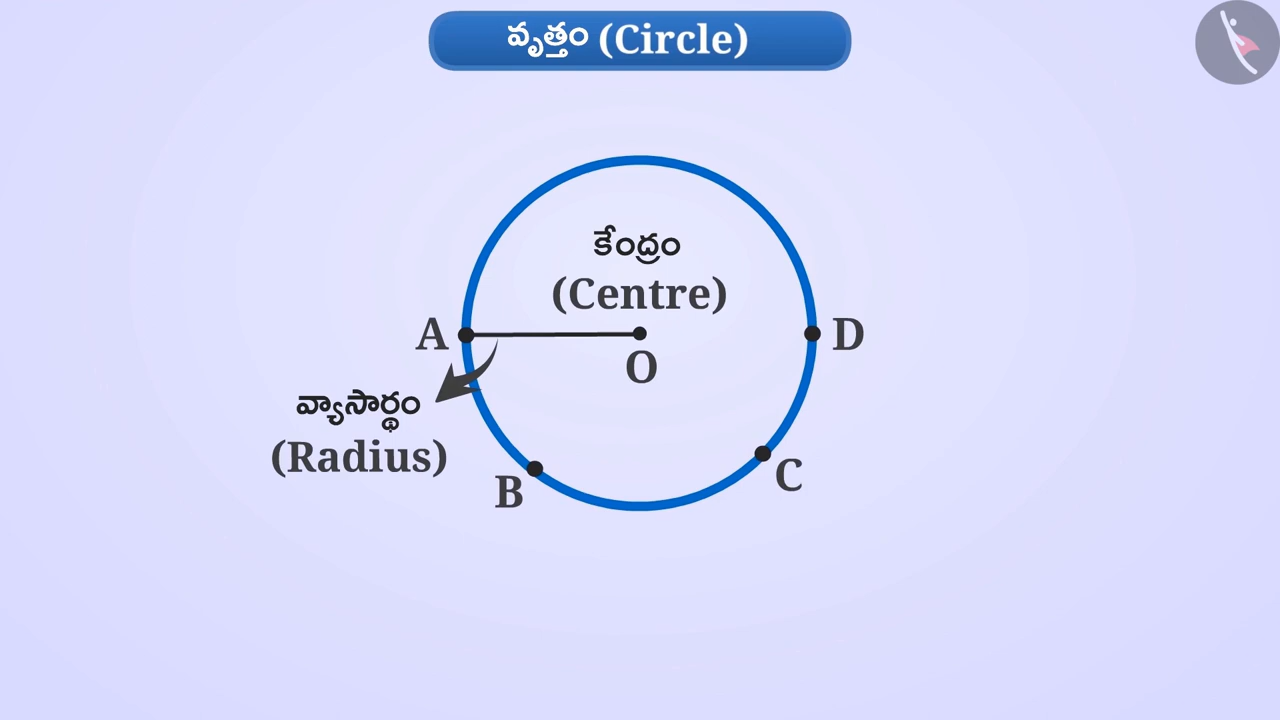 వృత్తం (Circle)
కేంద్రం
(Centre)
A
D
O
వ్యాసార్థం
(Radius)
B
C